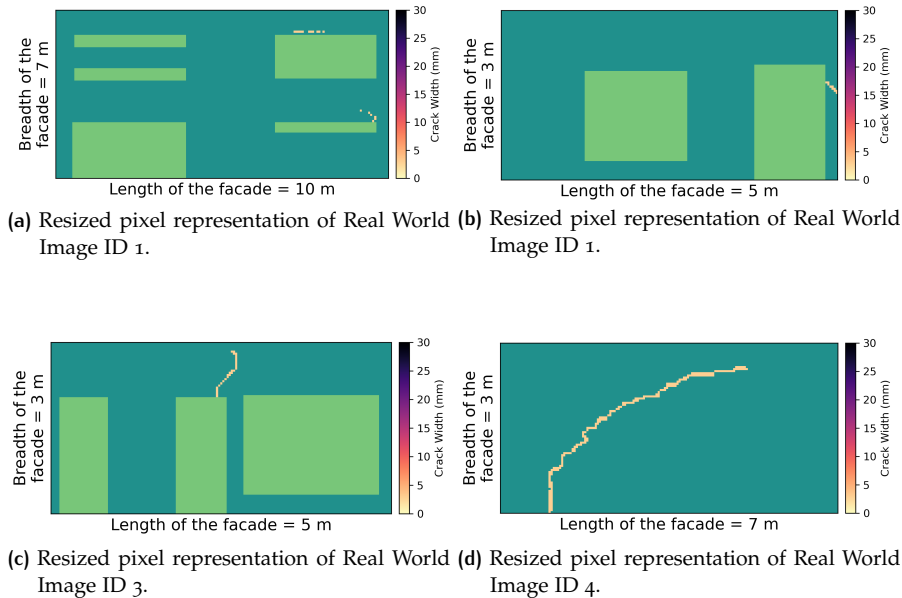 Breadth of the
facade = 7 m
30
25
20
15
10
5
0
Crack Width (mm)
Length of the facade = 10 m
(a) Resized pixel representation of Real World
Image ID 1.
Breadth of the
facade = 3 m
30
25
20
15
10
5
0
Crack Width (mm)
Length of the facade = 5 m
(b) Resized pixel representation of Real World
Image ID 1.
Breadth of the
facade = 3 m
30
25
20
15
10
5
0
Crack Width (mm)
Length of the facade = 5 m
(c) Resized pixel representation of Real World
Image ID 3.
Breadth of the
facade = 3 m
30
25
20
15
10
5
0
Crack Width (mm)
Length of the facade = 7 m
(d) Resized pixel representation of Real World
Image ID 4.